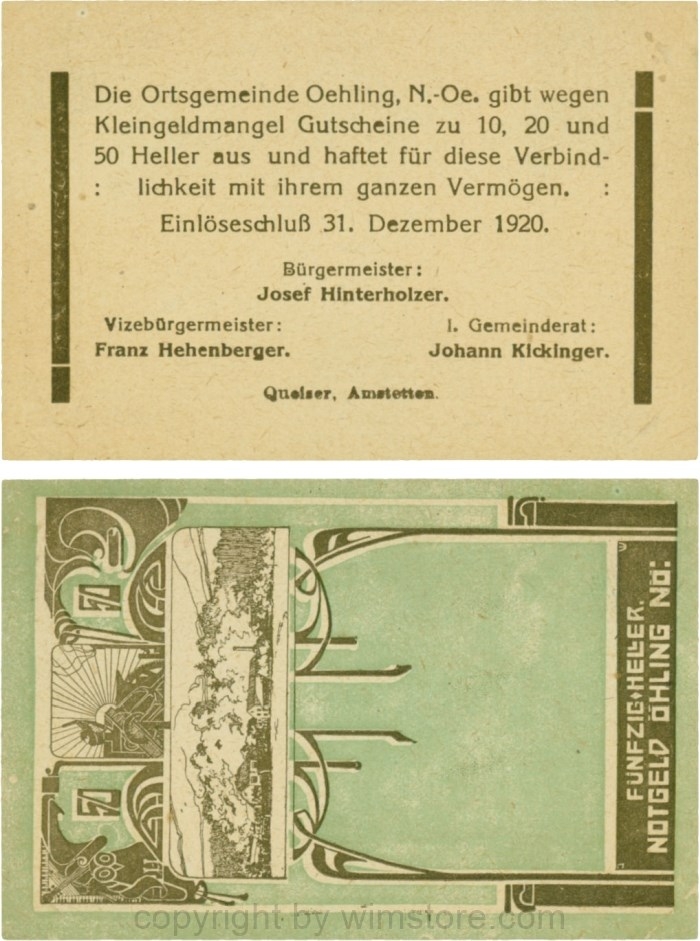 Die Ortsgemeinde Oehling, N.-Oe. gibt wegen
Kleingeldmangel Gutscheine zu 10, 20 und
50 Heller aus und haftet für diese Verbind-
: lichkeit mit ihrem ganzen Vermögen. :
Einlöseschluß 31. Dezember 1920.
Bürgermeister:
Josef Hinterholzer.
Vizebürgermeister: I. Gemeinderat:
Franz Hehenberger. Johann Kickinger.
Queiser, Amstetten.
50
50
FÜNFZIG HELLER.
NOTGELD ÖHLING NÖ:
copyright by wimstore.com